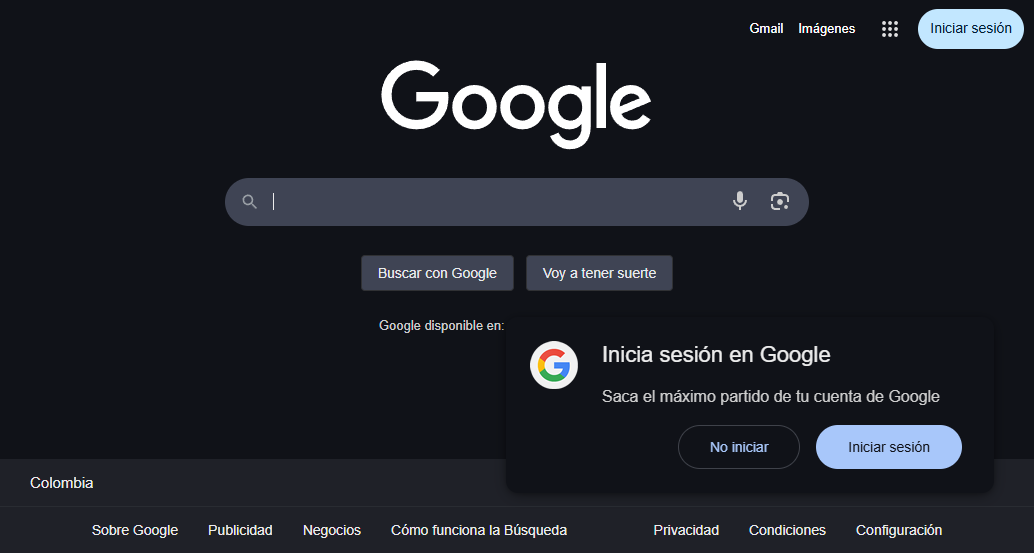 Gmail Imágenes Iniciar sesión
Google
Buscar con Google Voy a tener suerte
Google disponible en:
Inicia sesión en Google
Saca el máximo partido de tu cuenta de Google
No iniciar Iniciar sesión
Colombia
Sobre Google Publicidad Negocios Cómo funciona la Búsqueda Privacidad Condiciones Configuración